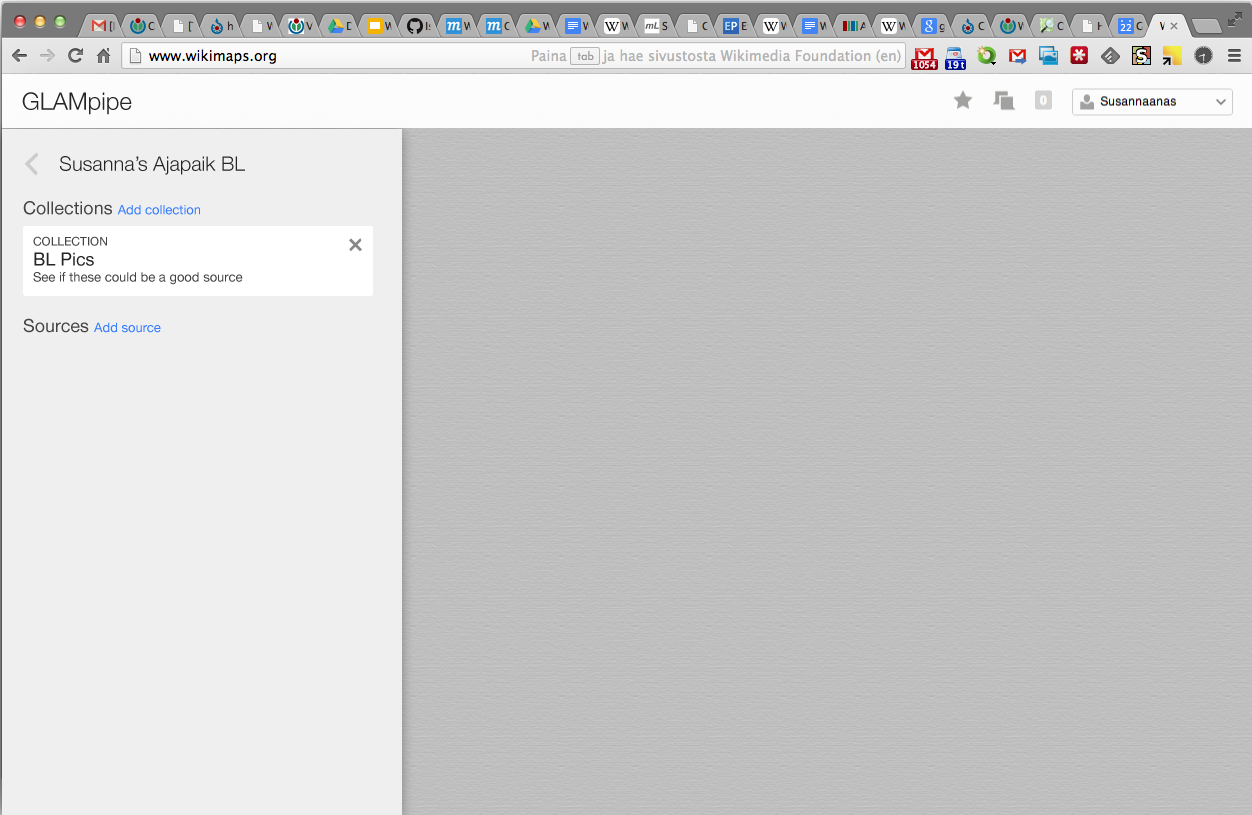 www.wikimaps.org
Paina tab ja hae sivustosta Wikimedia Foundation (en)
1054
19 t
GLAMpipe
0
Susannaanas
Susanna's Ajapaik BL
Collections Add collection
COLLECTION
BL Pics
See if these could be a good source
Sources Add source